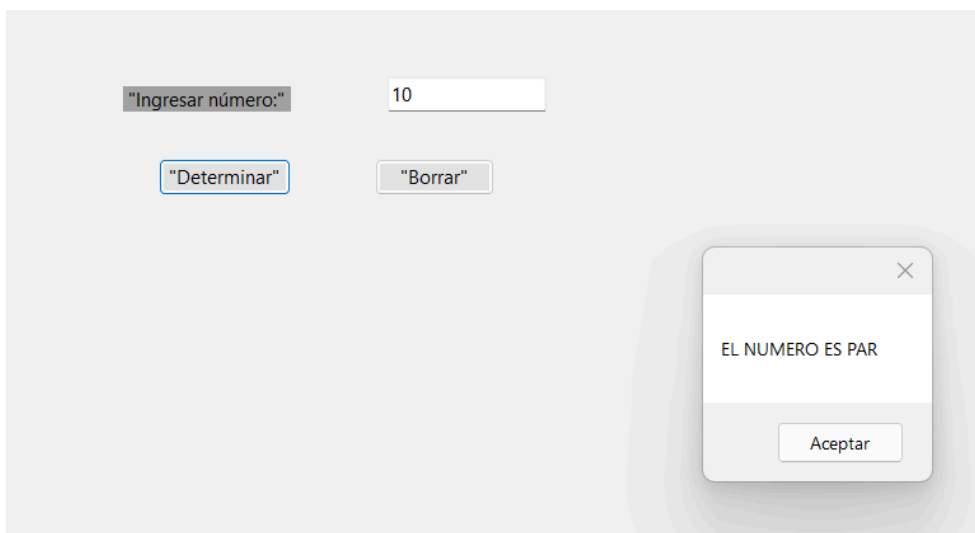 "Ingresar número:" 10
"Determinar" "Borrar"
EL NUMERO ES PAR
Aceptar